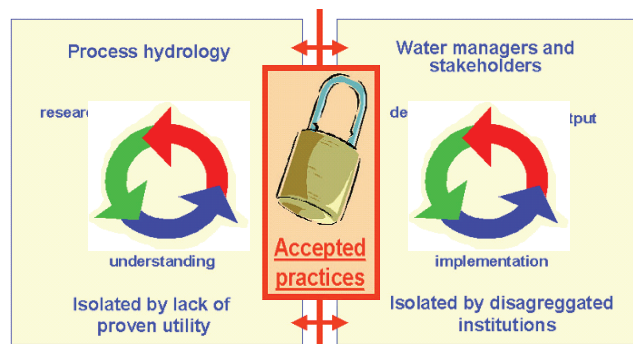 Process hydrology
Water managers and
stakeholders
understanding
implementation
Accepted
practices
Isolated by lack of
proven utility
Isolated by disagreggated
institutions